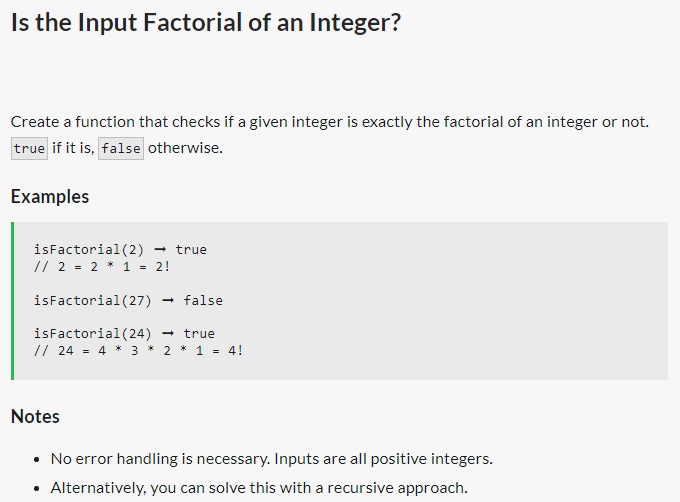 Is the Input Factorial of an Integer?
Create a function that checks if a given integer is exactly the factorial of an integer or not.
true if it is, false otherwise.
Examples
isFactorial(2) ➞ true
// 2 = 2 * 1 = 2!
isFactorial(27) ➞ false
isFactorial(24) ➞ true
// 24 = 4 * 3 * 2 * 1 = 4!
Notes
• No error handling is necessary. Inputs are all positive integers.
• Alternatively, you can solve this with a recursive approach.